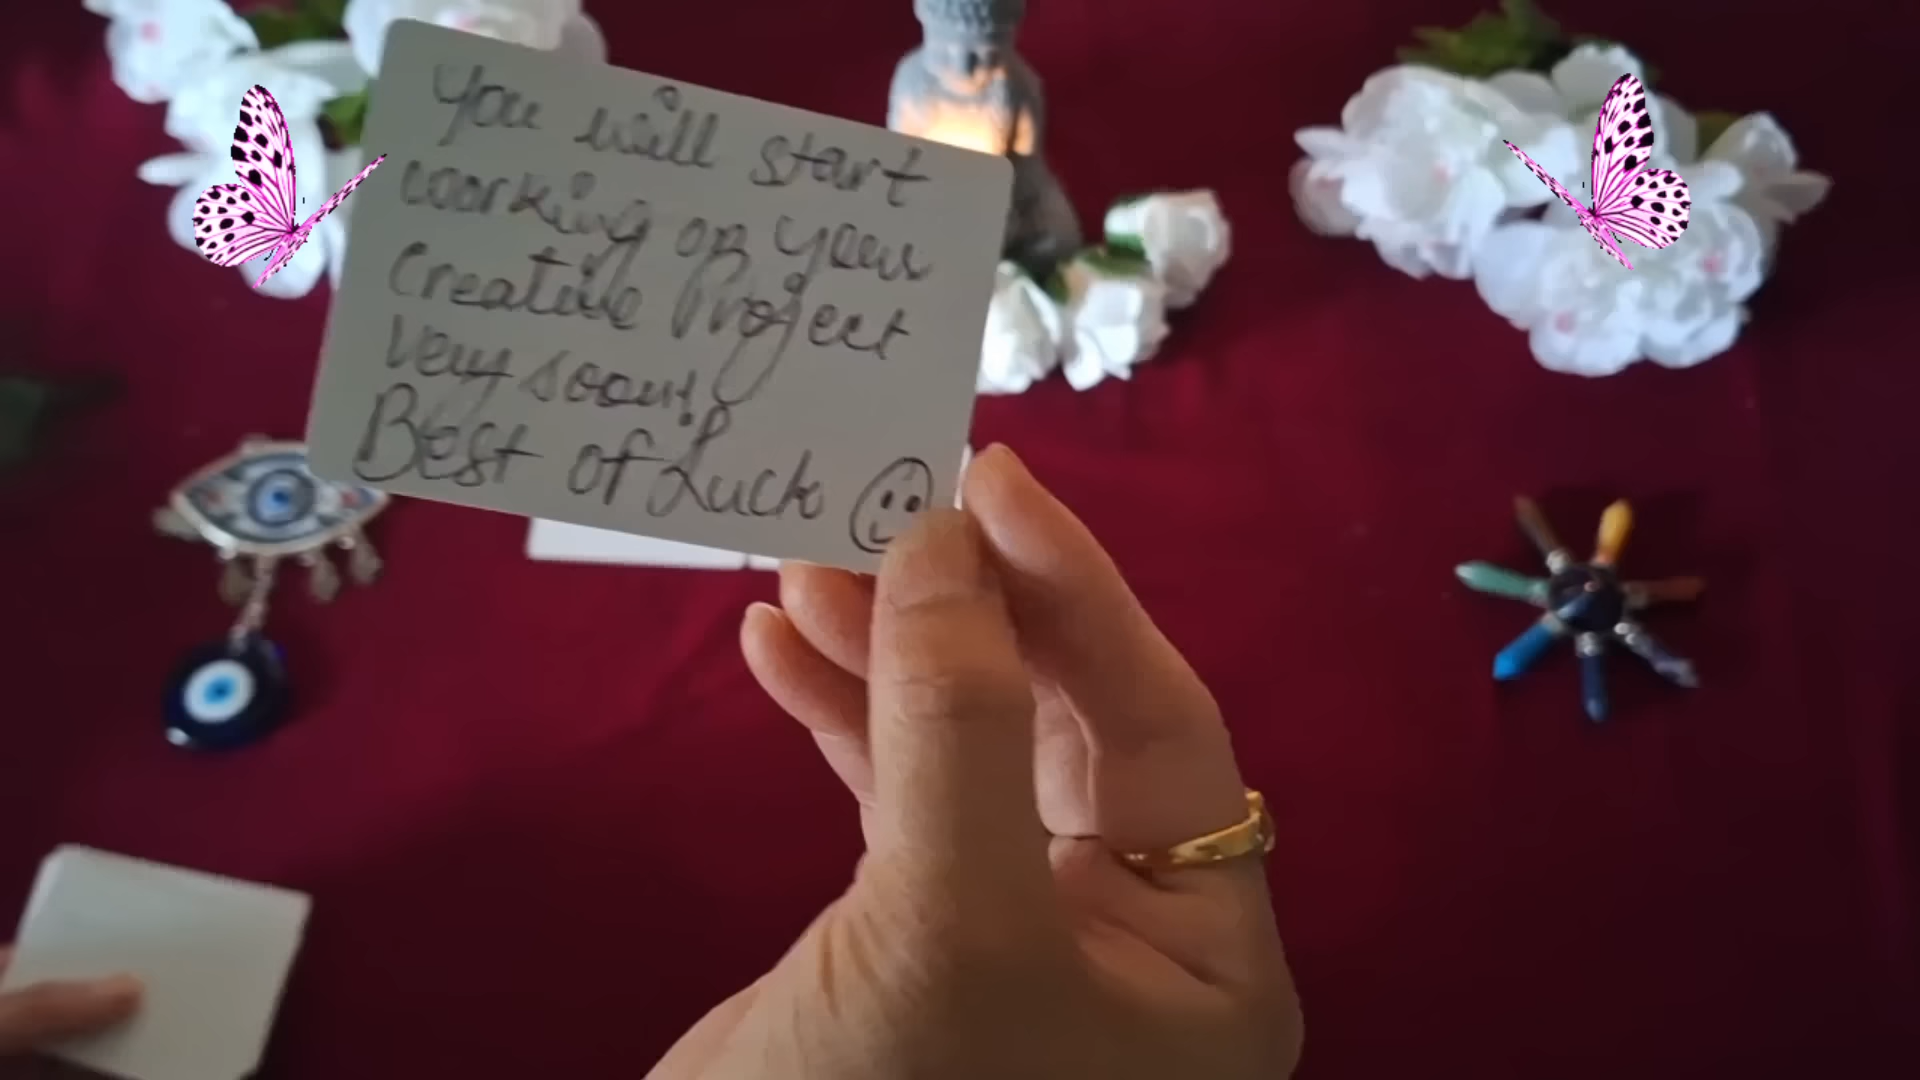 You will start
working on your
Creative Project
very soon!
Best of Luck